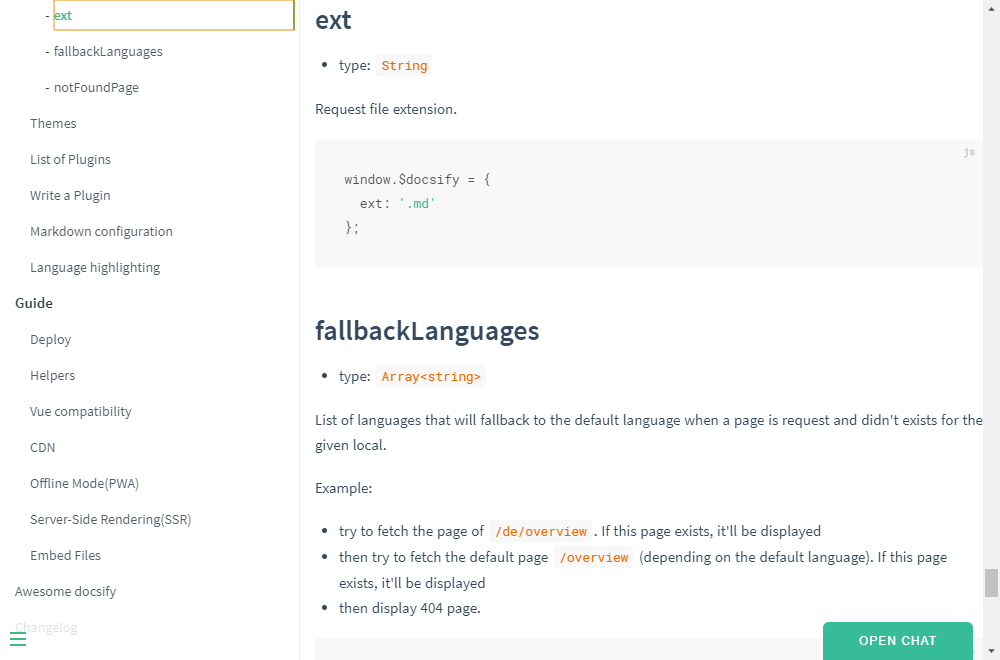 - ext
- fallbackLanguages
- notFoundPage
Themes
List of Plugins
Write a Plugin
Markdown configuration
Language highlighting
Guide
Deploy
Helpers
Vue compatibility
CDN
Offline Mode(PWA)
Server-Side Rendering(SSR)
Embed Files
Awesome docsify
Changelog
ext
type: String
Request file extension.
js
window.$docsify = {
  ext: '.md'
};
fallbackLanguages
type: Array<string>
List of languages that will fallback to the default language when a page is request and didn't exists for the
given local.
Example:
try to fetch the page of /de/overview. If this page exists, it'll be displayed
then try to fetch the default page /overview (depending on the default language). If this page
exists, it'll be displayed
then display 404 page.
OPEN CHAT